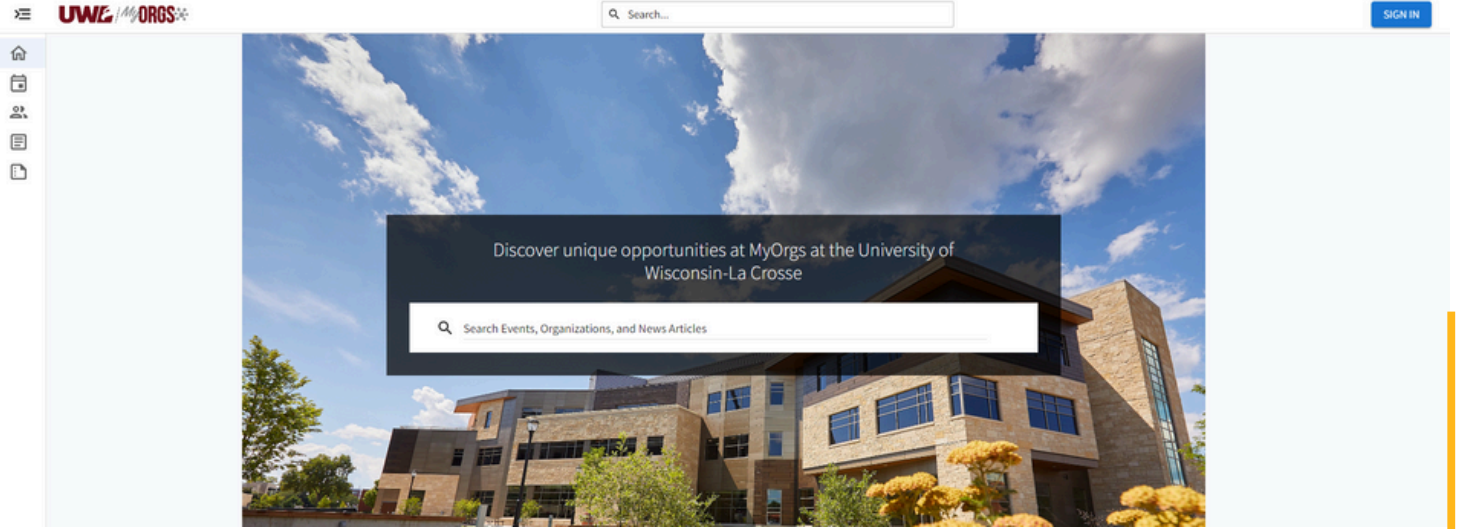 UWL MyORGS
Search...
SIGN IN
Discover unique opportunities at MyOrgs at the University of
Wisconsin-La Crosse
Search Events, Organizations, and News Articles